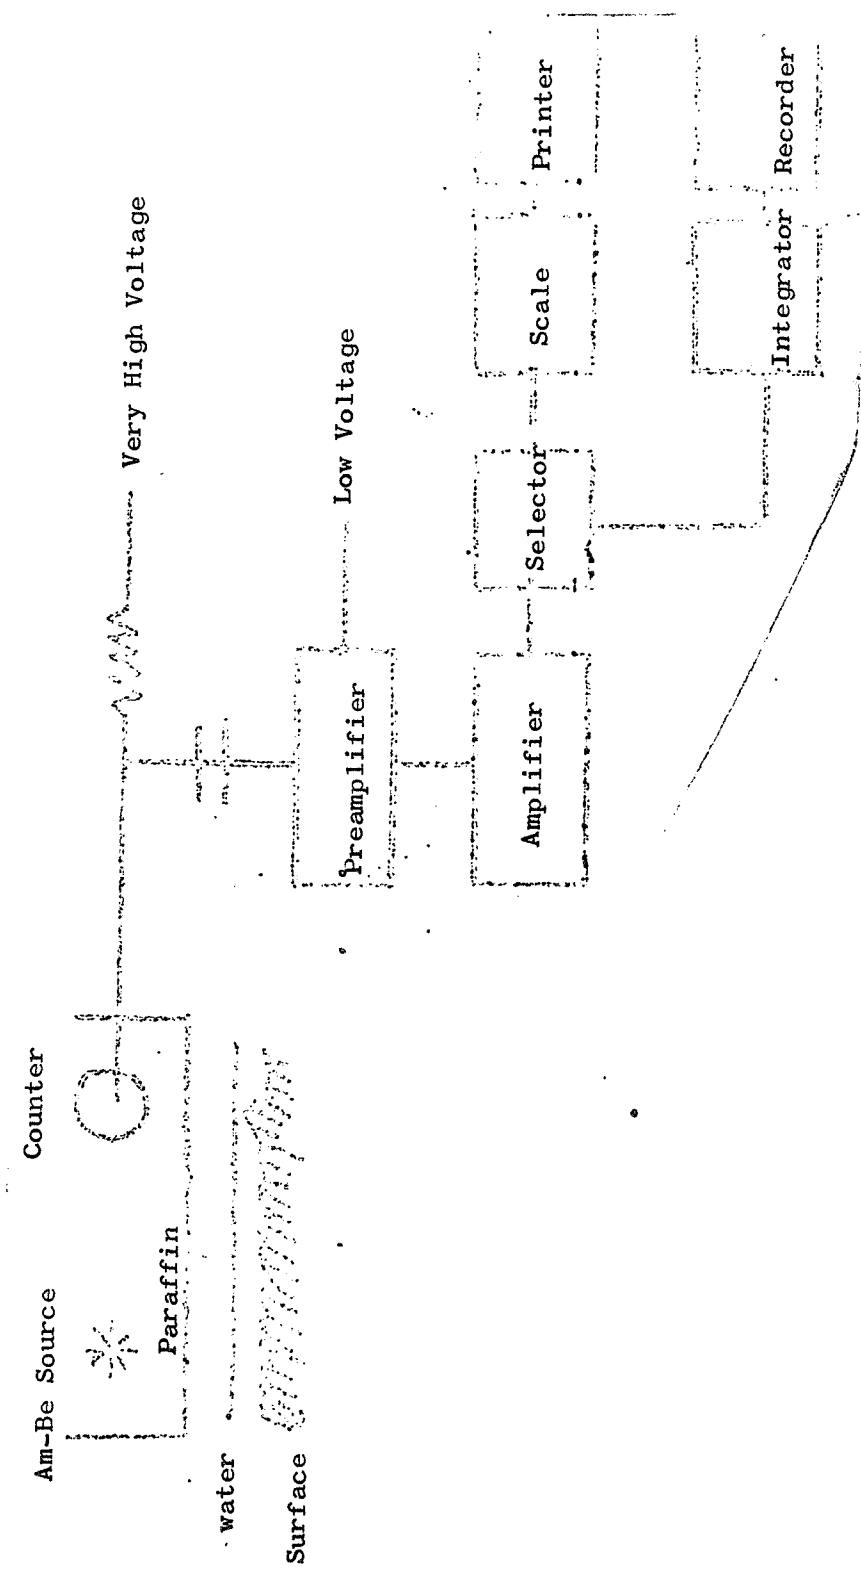 Am-Be Source
Counter
Paraffin
Water
Surface
Very High Voltage
Low Voltage
Preamplifier
Amplifier
Selector
Scale
Printer
Integrator
Recorder